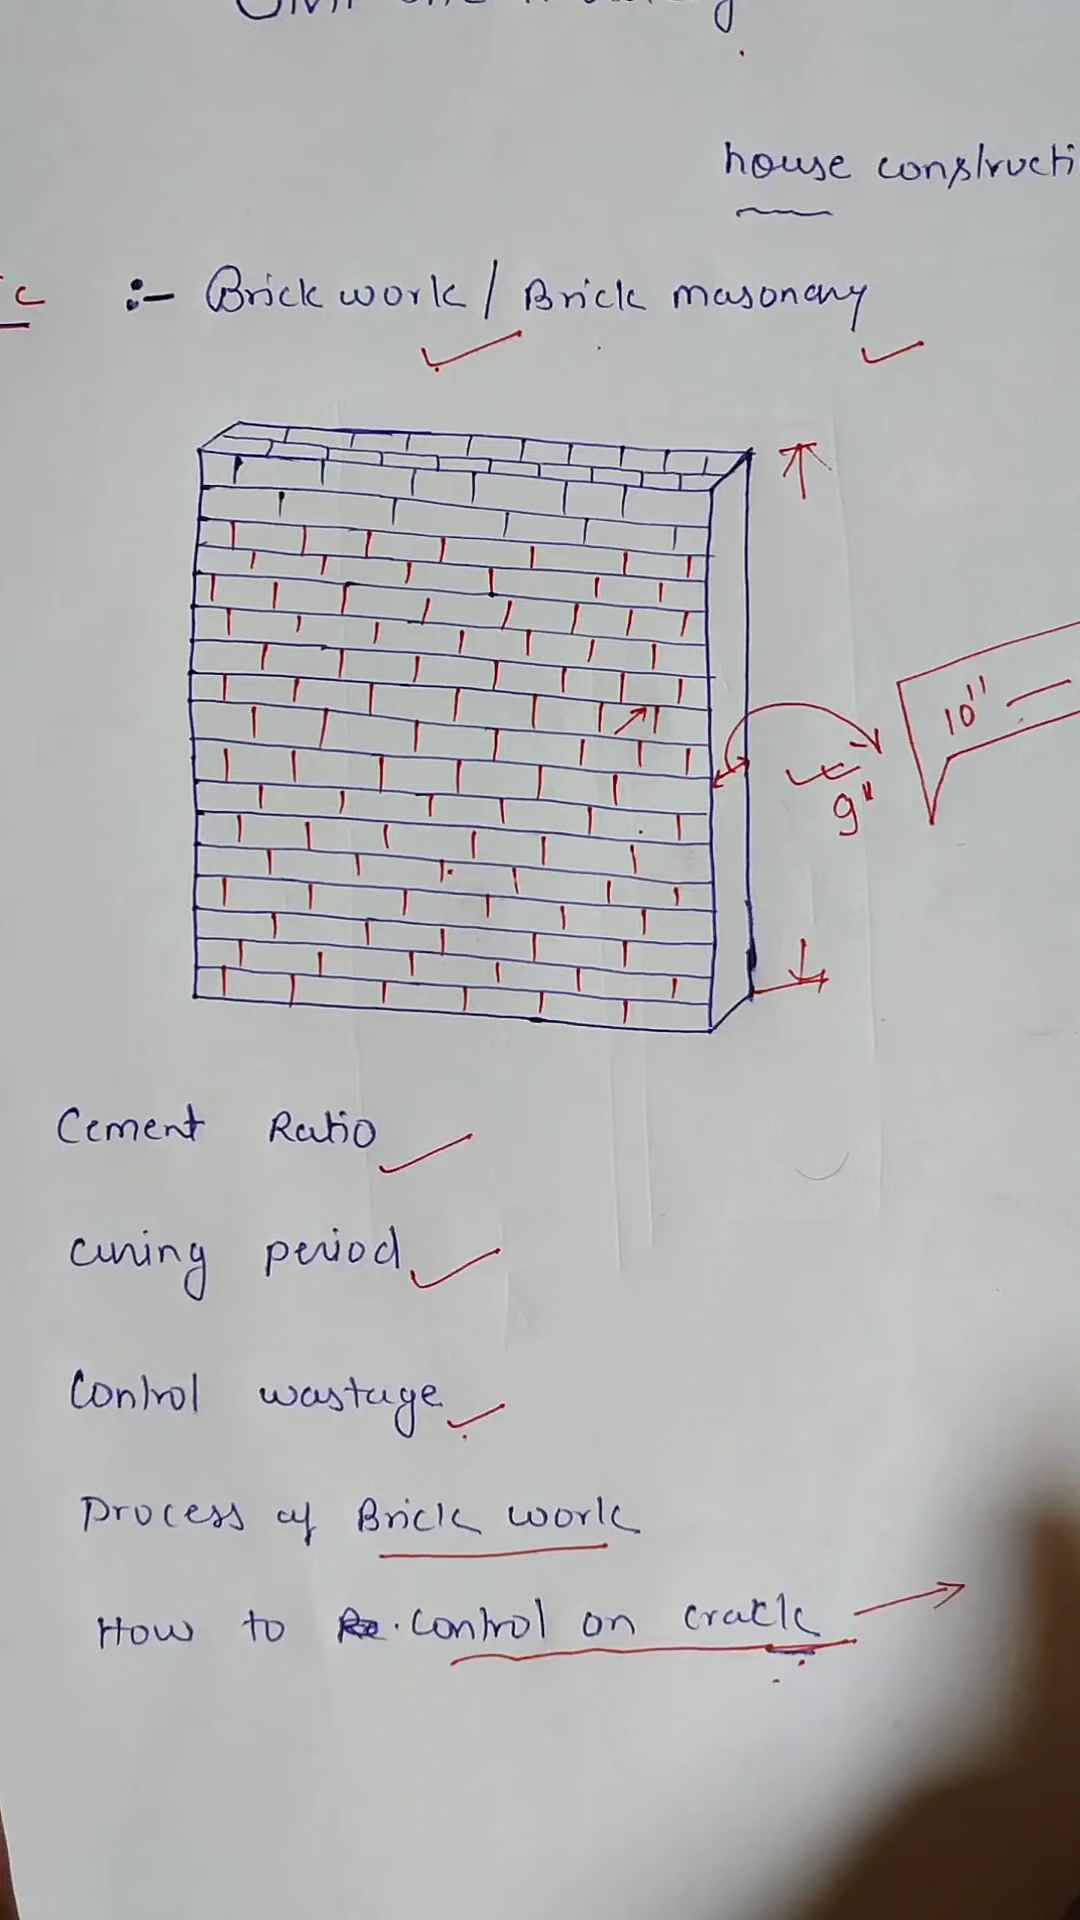 house constructi
c :- Brick work / Brick masonary
10"
9"
Cement Ratio
curing period
Control wastage
Process of Brick work
How to Re. control on crack